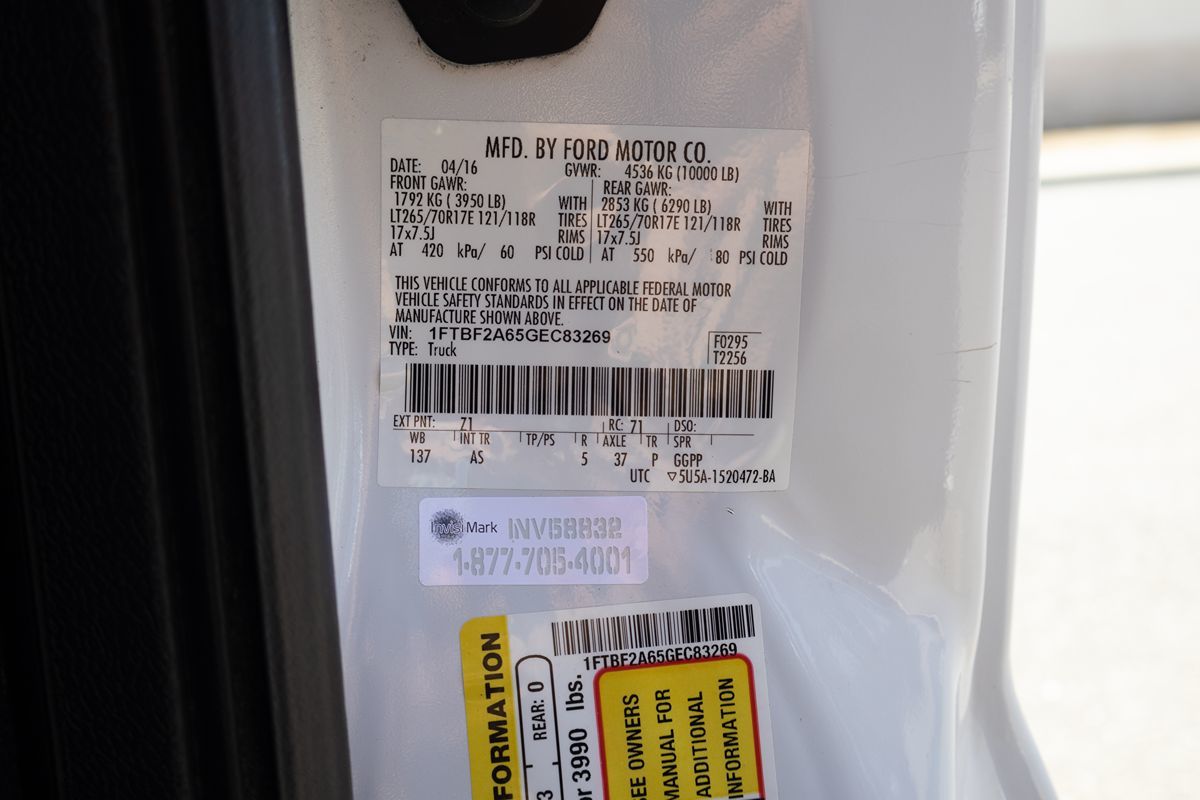 MFD. BY FORD MOTOR CO.
DATE: 04/16 GVWR: 4536 KG (10000 LB)
FRONT GAWR: REAR GAWR:
1792 KG ( 3950 LB) WITH 2853 KG ( 6290 LB) WITH
LT265/70R17E 121/118R TIRES LT265/70R17E 121/118R TIRES
17x7.5J RIMS 17x7.5J RIMS
AT 420 kPa/ 60 PSI COLD AT 550 kPa/ 80 PSI COLD
THIS VEHICLE CONFORMS TO ALL APPLICABLE FEDERAL MOTOR
VEHICLE SAFETY STANDARDS IN EFFECT ON THE DATE OF
MANUFACTURE SHOWN ABOVE.
VIN: 1FTBF2A65GEC83269 F0295
TYPE: Truck T2256
EXT PNT: Z1 RC: 71 DSO:
WB INT TR TP/PS R AXLE TR SPR
137 AS 5 37 P GGPP
UTC ▽5U5A-1520472-BA
InvisiMark INV58832
1-877-705-4001
1FTBF2A65GEC83269
FORMATION
REAR: 0
3
or 3990 lbs.
SEE OWNERS
MANUAL FOR
ADDITIONAL
INFORMATION